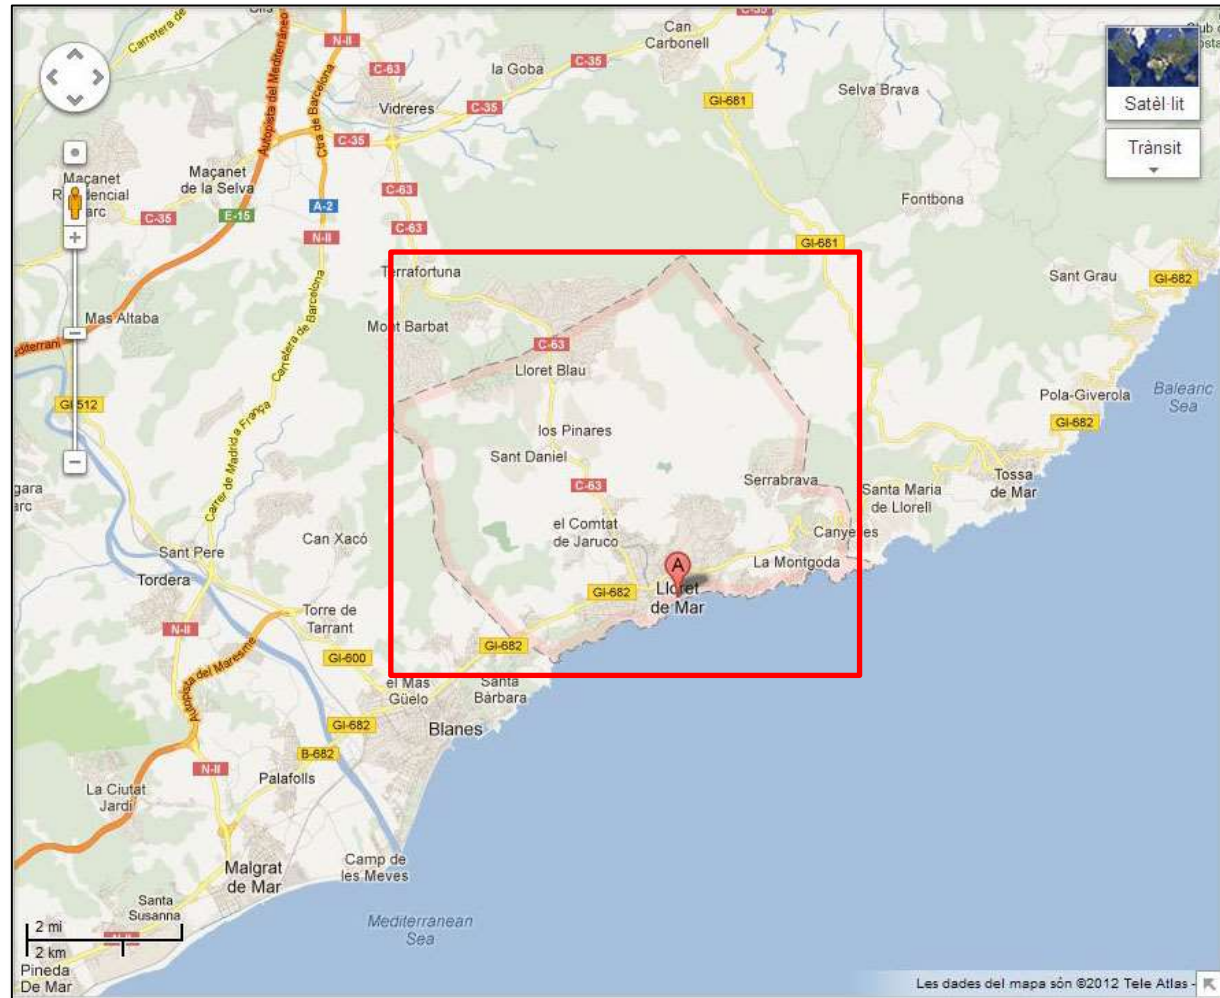 Can
Carbonell
C-35
N-II
Carretera de
C-63
la Goba
C-35
Autopista del Mediterráneo
Ctra de Barcelona
C-35
Vidreres
GI-681
Selva Brava
Satèl·lit
C-35
Trànsit
Maçanet
de la Selva
Maçanet
C-63
Fontbona
C-35
E-15
A-2
C-63
N-II
GI-681
Terrafortuna
Sant Grau
GI-682
Mas Altaba
Mont Barbat
Carretera de Barcelona
C-63
Lloret Blau
Pola-Giverola
Balearic
Sea
GI-512
GI-682
los Pinares
Sant Daniel
Carrer de Madrid a França
Serrabrava
Tossa
de Mar
C-63
Santa Maria
de Llorell
el Comtat
de Jaruco
Can Xacó
Canyelles
Sant Pere
La Montgoda
A
Tordera
GI-682
Lloret
de Mar
Torre de
Tarrant
N-II
GI-682
GI-600
Autopista del Maresme
el Mas
Güelo
Santa
Bárbara
GI-682
Blanes
B-682
N-II
Palafolls
La Ciutat
Jardí
Malgrat
de Mar
Camp de
les Meves
Santa
Susanna
Mediterranean
Sea
2 mi
N-II
2 km
Pineda
De Mar
Les dades del mapa són ©2012 Tele Atlas -